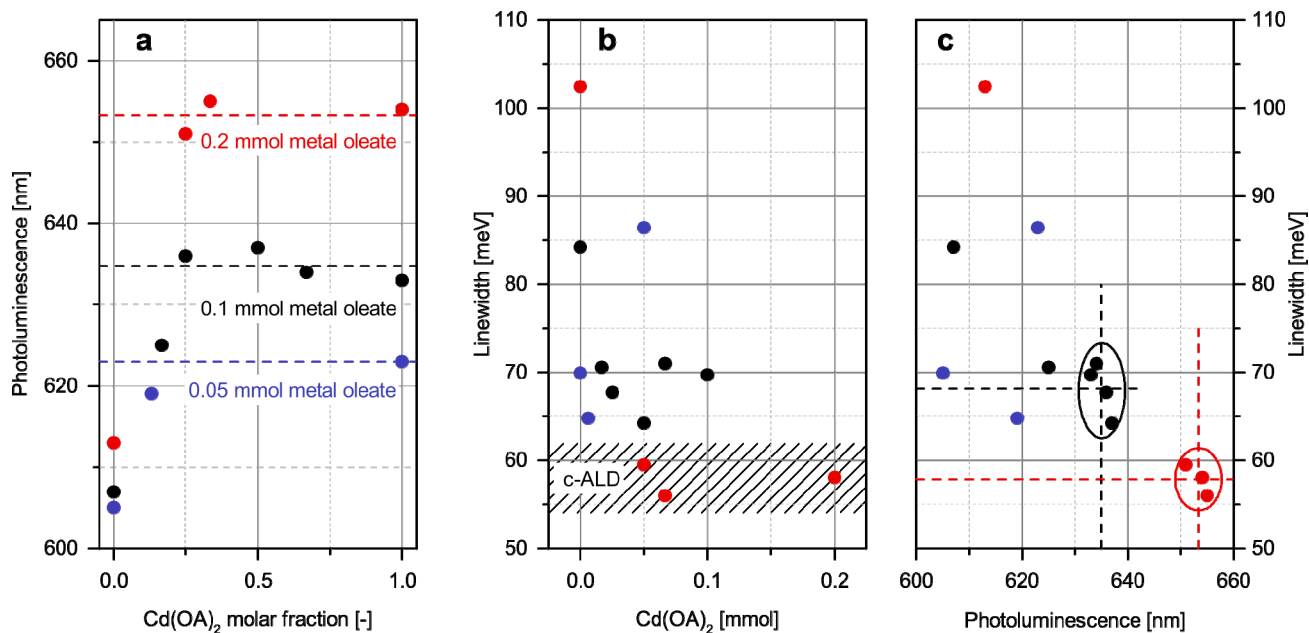 a
Photoluminescence [nm]
660
640
620
600
0.2 mmol metal oleate
0.1 mmol metal oleate
0.05 mmol metal oleate
0.0 0.5 1.0
Cd(OA)2 molar fraction [-]
b
Linewidth [meV]
110
100
90
80
70
60
50
c-ALD
0.0 0.1 0.2
Cd(OA)2 [mmol]
c
110
100
90
80
70
60
50
Linewidth [meV]
600 620 640 660
Photoluminescence [nm]